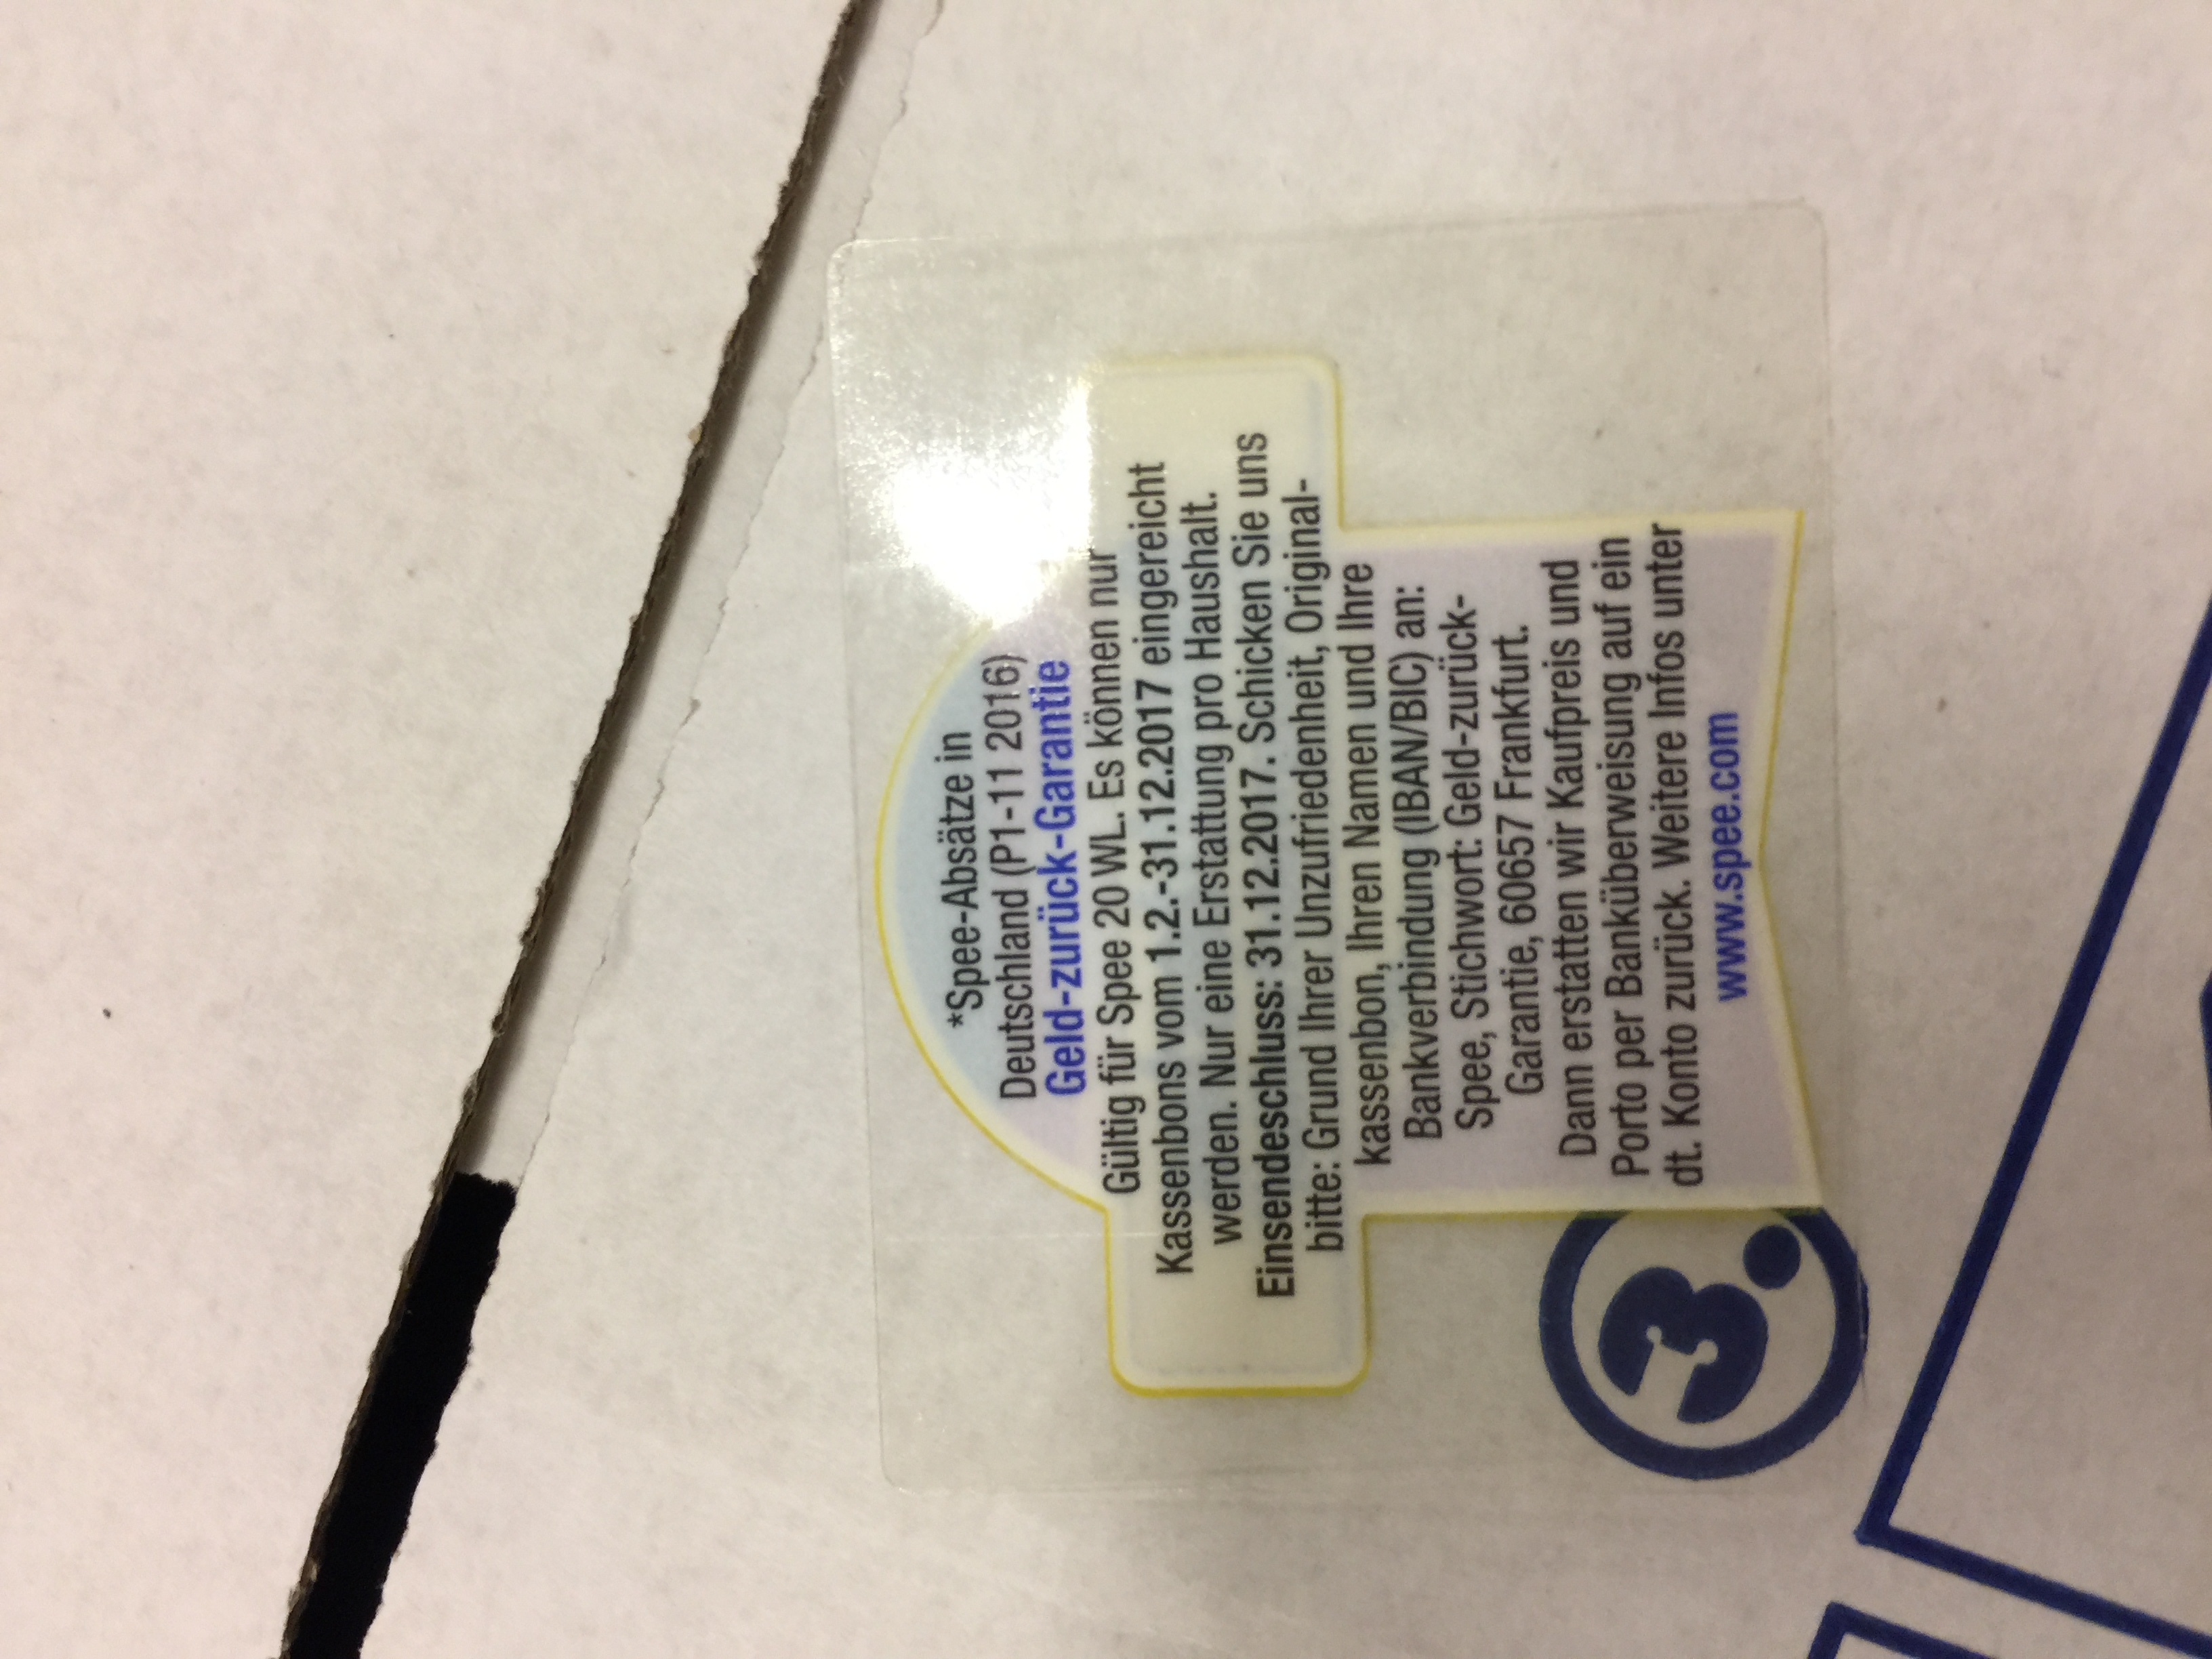 *Spee-Absätze in
Deutschland (P1-11 2016)
Geld-zurück-Garantie
Gültig für Spee 20 WL. Es können nur
Kassenbons vom 1.2.-31.12.2017 eingereicht
werden. Nur eine Erstattung pro Haushalt.
Einsendeschluss: 31.12.2017. Schicken Sie uns
bitte: Grund Ihrer Unzufriedenheit, Original-
kassenbon, Ihren Namen und Ihre
Bankverbindung (IBAN/BIC) an:
Spee, Stichwort: Geld-zurück-
Garantie, 60657 Frankfurt.
Dann erstatten wir Kaufpreis und
Porto per Banküberweisung auf ein
dt. Konto zurück. Weitere Infos unter
www.spee.com
3.